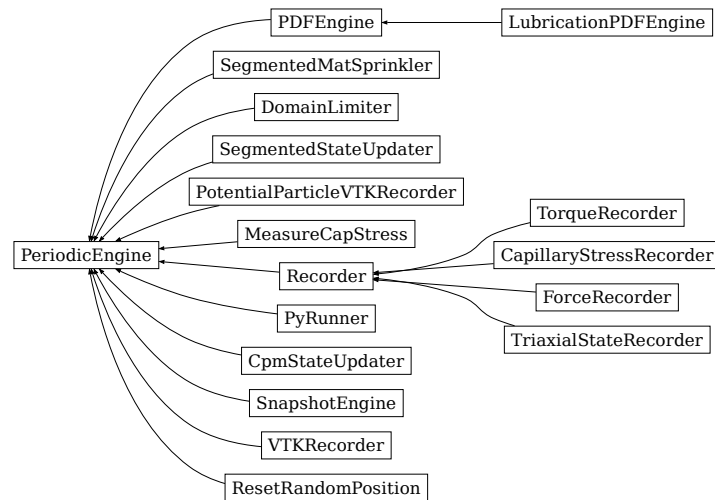 PDFEngine
LubricationPDFEngine
SegmentedMatSprinkler
DomainLimiter
SegmentedStateUpdater
PotentialParticleVTKRecorder
TorqueRecorder
MeasureCapStress
PeriodicEngine
CapillaryStressRecorder
Recorder
ForceRecorder
PyRunner
TriaxialStateRecorder
CpmStateUpdater
SnapshotEngine
VTKRecorder
ResetRandomPosition